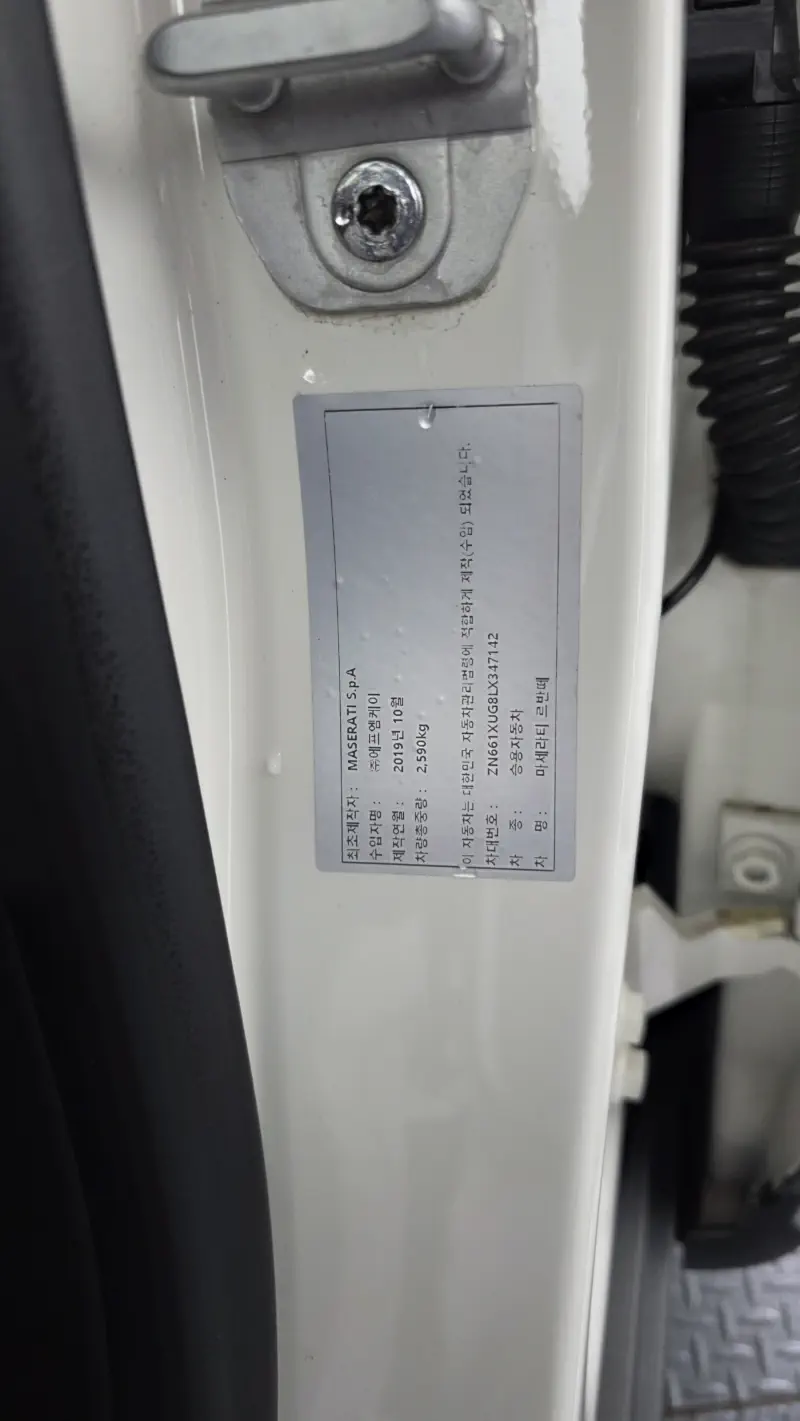 최초제작자 : MASERATI S.p.A
수입자명 : ㈜에프엠케이
제작연월 : 2019년 10월
차량총중량 : 2,590kg
이 자동차는 대한민국 자동차관리법령에 적합하게 제작(수입) 되었습니다.
차대번호 : ZN661XUG8LX347142
차 종 : 승용자동차
차 명 : 마세라티 르반떼